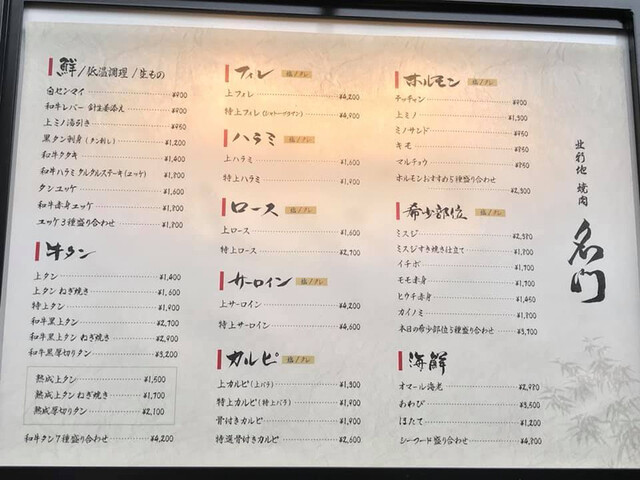 鮮/低温調理/生もの
白センマイ ¥900
和牛レバー 針生姜添え ¥900
上ミノ湯引き ¥950
黒タン刺身(タン刺し) ¥1,200
和牛タタキ ¥1,400
和牛ハラミタルタルステーキ(ユッケ) ¥1,800
タンユッケ ¥1,600
和牛赤身ユッケ ¥1,800
ユッケ3種盛り合わせ ¥1,800
牛タン
上タン ¥1,400
上タンねぎ焼き ¥1,600
特上タン ¥1,900
和牛黒上タン ¥2,700
和牛黒上タン ねぎ焼き ¥2,900
和牛黒厚切りタン ¥3,200
熟成上タン ¥1,500
熟成上タンねぎ焼き ¥1,700
熟成厚切りタン ¥2,100
和牛タン7種盛り合わせ ¥4,200
フィレ 塩/タレ
上フィレ ¥4,200
特上フィレ(シャトーブリアン) ¥4,900
ハラミ 塩/タレ
上ハラミ ¥1,600
特上ハラミ ¥1,900
ロース 塩/タレ
上ロース ¥1,600
特上ロース ¥2,700
サーロイン 塩/タレ
上サーロイン ¥4,200
特上サーロイン ¥4,600
カルビ 塩/タレ
上カルビ(上バラ) ¥1,300
特上カルビ(特上バラ) ¥1,900
骨付きカルビ ¥1,900
特選骨付きカルビ ¥2,600
ホルモン 塩/タレ
テッチャン ¥900
上ミノ ¥1,300
ミノサンド ¥950
キモ ¥950
マルチョウ ¥950
ホルモンおすすめ5種盛り合わせ
¥2,500
希少部位 塩/タレ
ミスジ ¥2,580
ミスジすき焼き仕立て ¥1,800
イチボ ¥1,700
モモ赤身 ¥1,700
ヒウチ赤身 ¥1,450
カイノミ ¥1,900
本日の希少部位5種盛り合わせ ¥3,700
海鮮
オマール海老 ¥2,980
あわび ¥3,500
ほたて ¥1,200
シーフード盛り合わせ ¥4,800
北新地 焼肉
名門